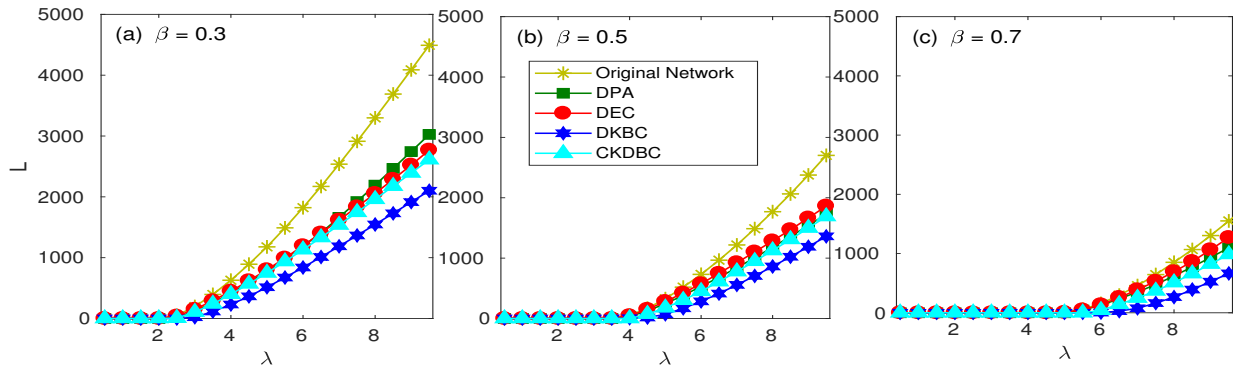 (a) β = 0.3
5000
4000
3000
2000
1000
0
L
2
4
6
8
λ
(b) β = 0.5
5000
4000
3000
2000
1000
0
Original Network
DPA
DEC
DKBC
CKDBC
2
4
6
8
λ
(c) β = 0.7
5000
4000
3000
2000
1000
0
2
4
6
8
λ